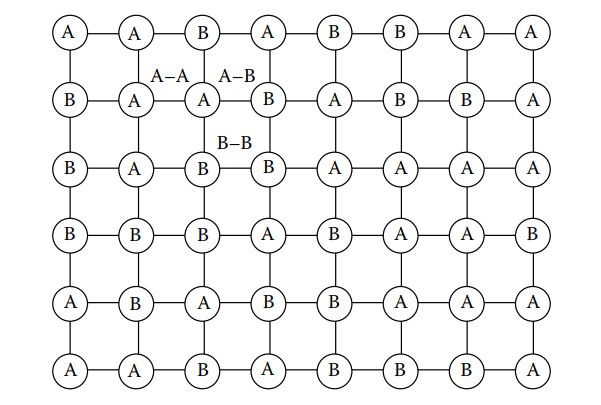 A A B A B B A A
A–A A–B
B A A B A B B A
B–B
B A B B A A A A
B B B A B A A B
A B A B B A A A
A A B A B B B A